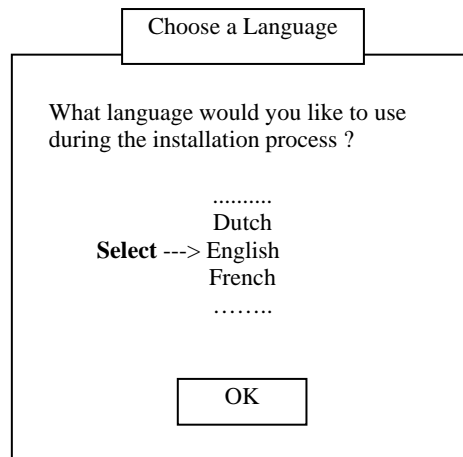 Choose a Language
What language would you like to use
during the installation process ?
..........
Dutch
Select ---> English
French
……..
OK